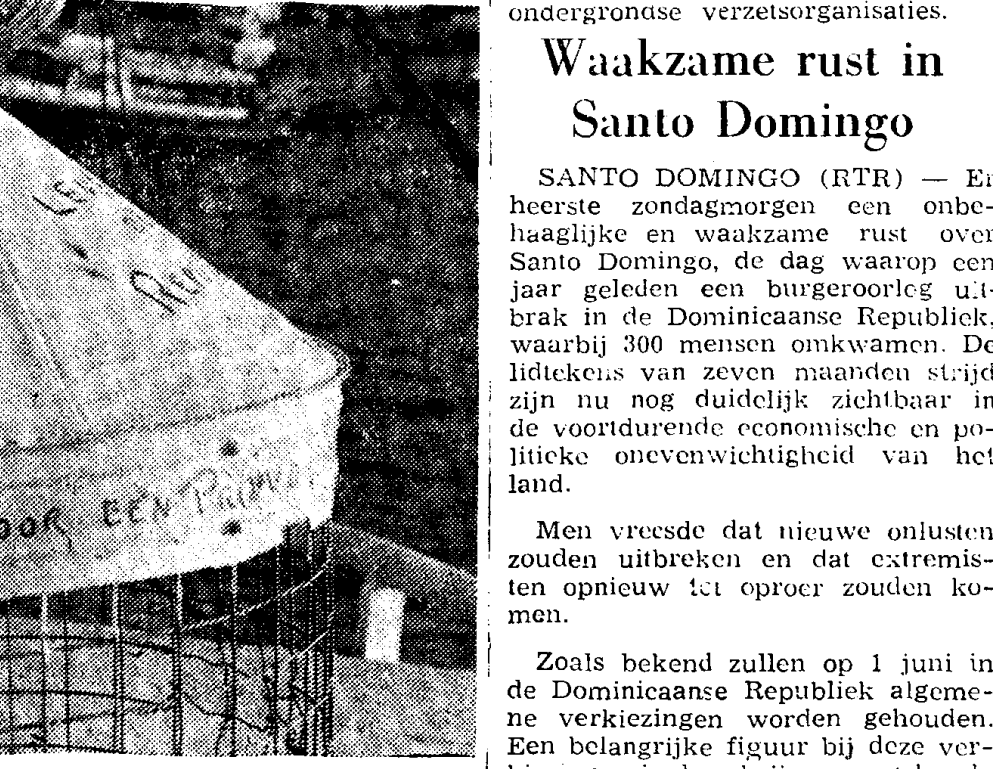 ondergrondse verzetsorganisaties.
Waakzame rust in
Santo Domingo
SANTO DOMINGO (RTR) — Er
heerste zondagmorgen een onbe-
haaglijke en waakzame rust over
Santo Domingo, de dag waarop een
jaar geleden een burgeroorlog uit-
brak in de Dominicaanse Republiek,
waarbij 300 mensen omkwamen. De
lidtekens van zeven maanden strijd
zijn nu nog duidelijk zichtbaar in
de voortdurende economische en po-
litieke onevenwichtigheid van het
land.
Men vreesde dat nieuwe onlusten
zouden uitbreken en dat extremis-
ten opnieuw tot oproer zouden ko-
men.
Zoals bekend zullen op 1 juni in
de Dominicaanse Republiek algeme-
ne verkiezingen worden gehouden.
Een belangrijke figuur bij deze ver-
OOK EEN